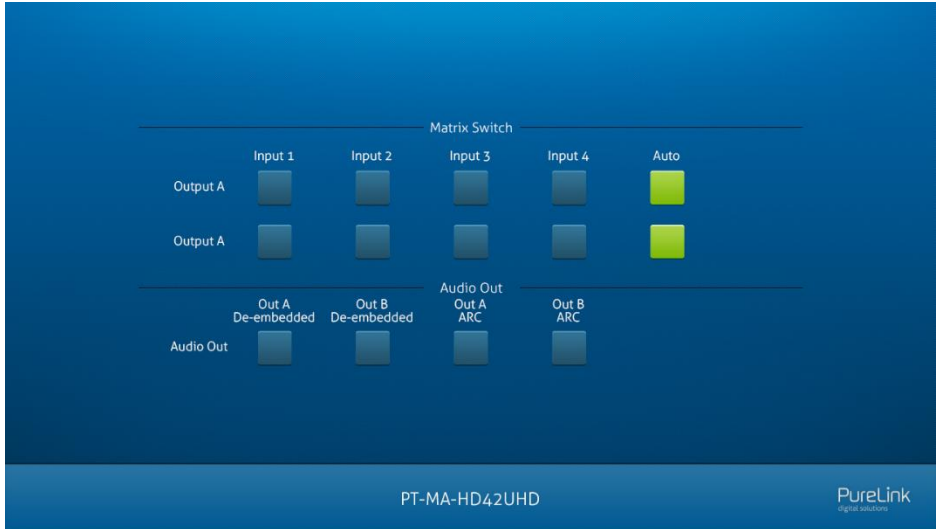 Matrix Switch
Input 1 Input 2 Input 3 Input 4 Auto
Output A
Output A
Audio Out
Out A Out B Out A Out B
De-embedded De-embedded ARC ARC
Audio Out
PT-MA-HD42UHD
PureLink
digital solutions